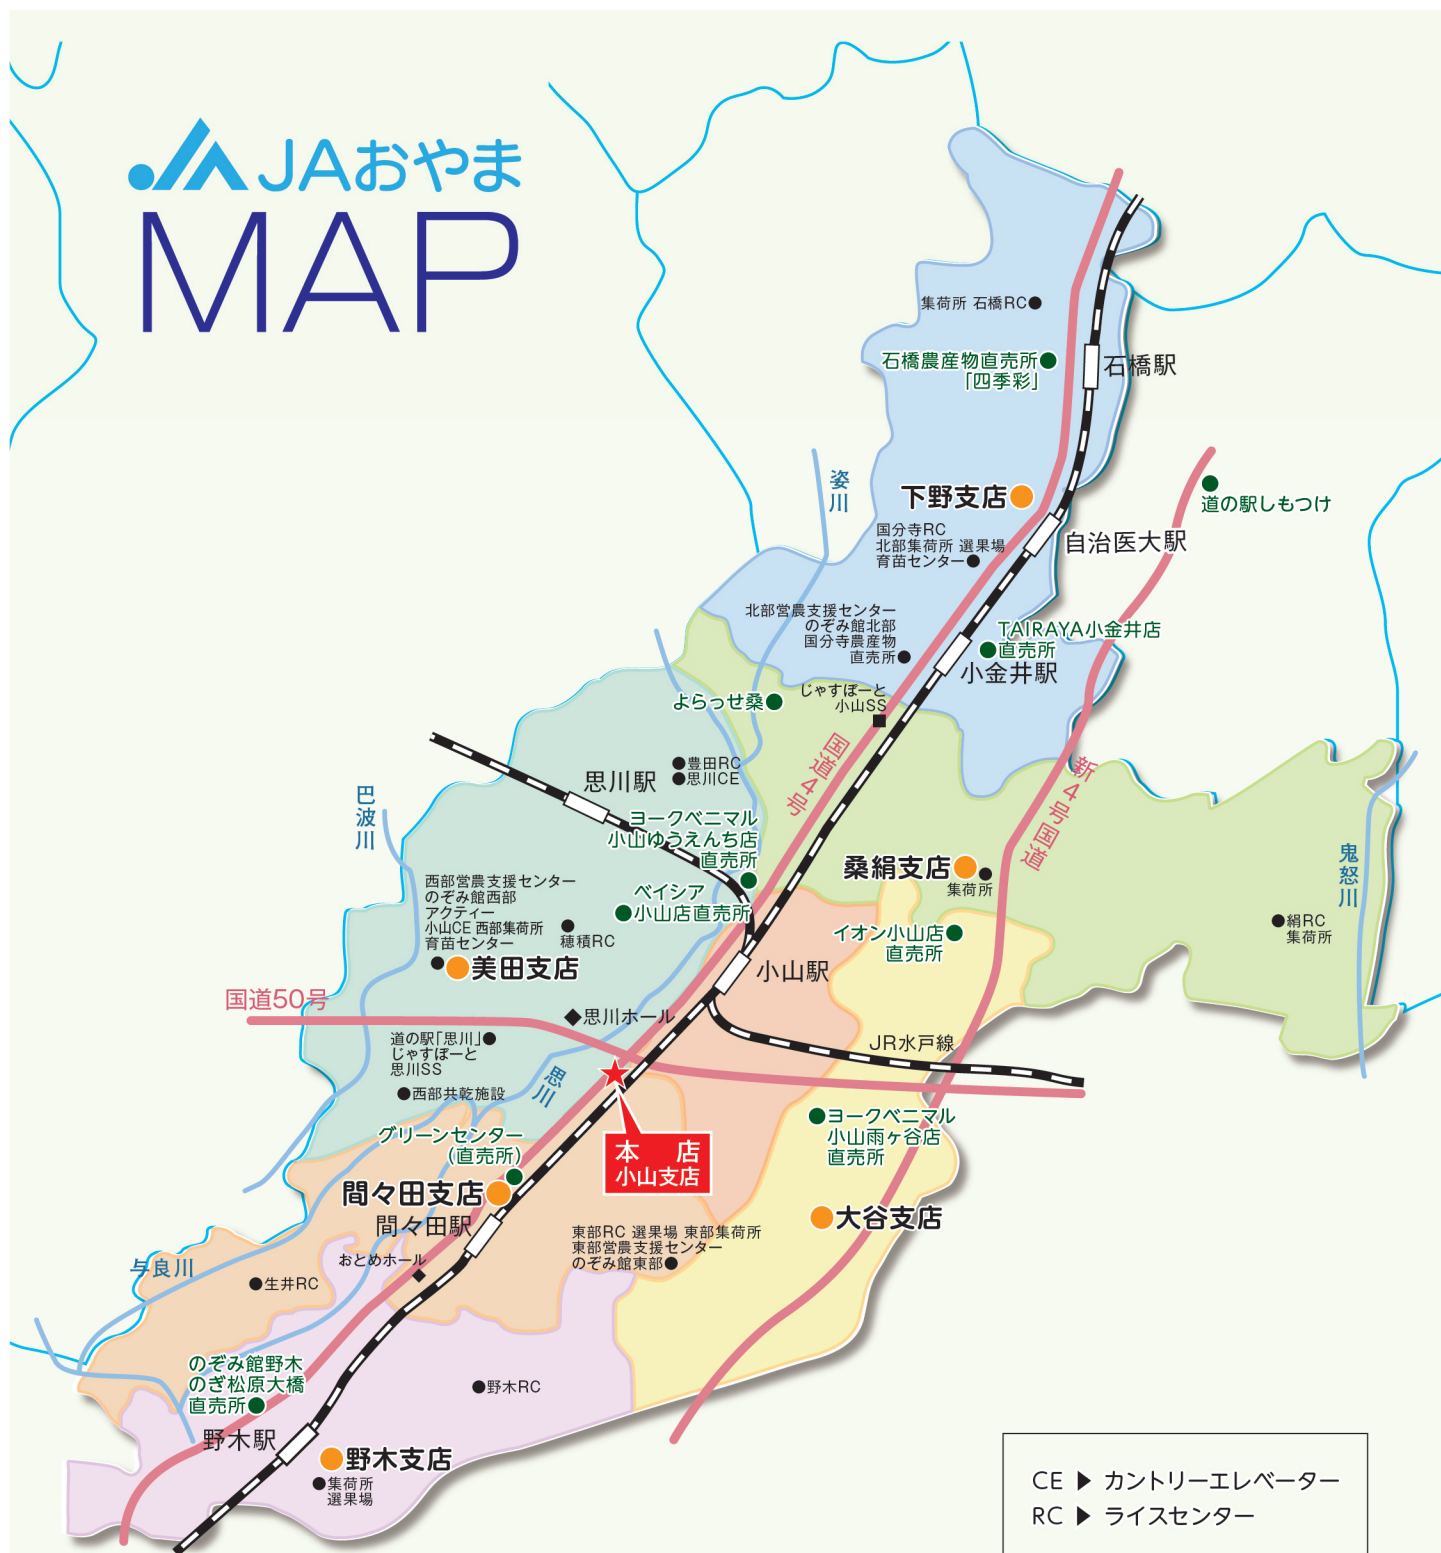 JAおやま
MAP
集荷所 石橋RC
石橋農産物直売所
「四季彩」
石橋駅
姿川
下野支店
道の駅しもつけ
国分寺RC
北部集荷所 選果場
育苗センター
自治医大駅
北部営農支援センター
のぞみ館北部
国分寺農産物
直売所
TAIRAYA小金井店
直売所
小金井駅
よらっせ桑
じゃすぽーと
小山SS
国道4号
新4号国道
豊田RC
思川CE
思川駅
巴波川
ヨークベニマル
小山ゆうえんち店
直売所
桑絹支店
集荷所
鬼怒川
西部営農支援センター
のぞみ館西部
アクティー
小山CE 西部集荷所
育苗センター
穂積RC
ベイシア
小山店直売所
イオン小山店
直売所
絹RC
集荷所
美田支店
小山駅
国道50号
思川ホール
道の駅「思川」
じゃすぽーと
思川SS
JR水戸線
西部共乾施設
思川
グリーンセンター
(直売所)
本 店
小山支店
ヨークベニマル
小山雨ヶ谷店
直売所
間々田支店
間々田駅
大谷支店
東部RC 選果場 東部集荷所
東部営農支援センター
のぞみ館東部
おとめホール
与良川
生井RC
のぞみ館野木
のぎ松原大橋
直売所
野木RC
野木駅
野木支店
集荷所
選果場
CE ▶ カントリーエレベーター
RC ▶ ライスセンター